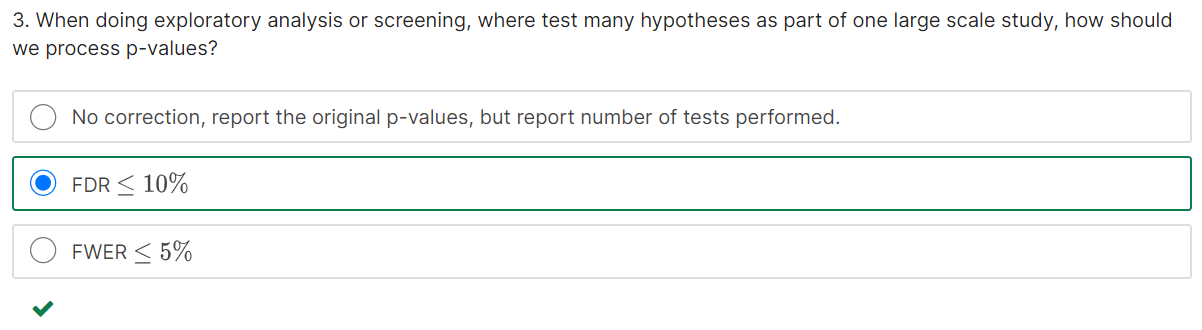 3. When doing exploratory analysis or screening, where test many hypotheses as part of one large scale study, how should
we process p-values?
No correction, report the original p-values, but report number of tests performed.
FDR ≤ 10%
FWER ≤ 5%